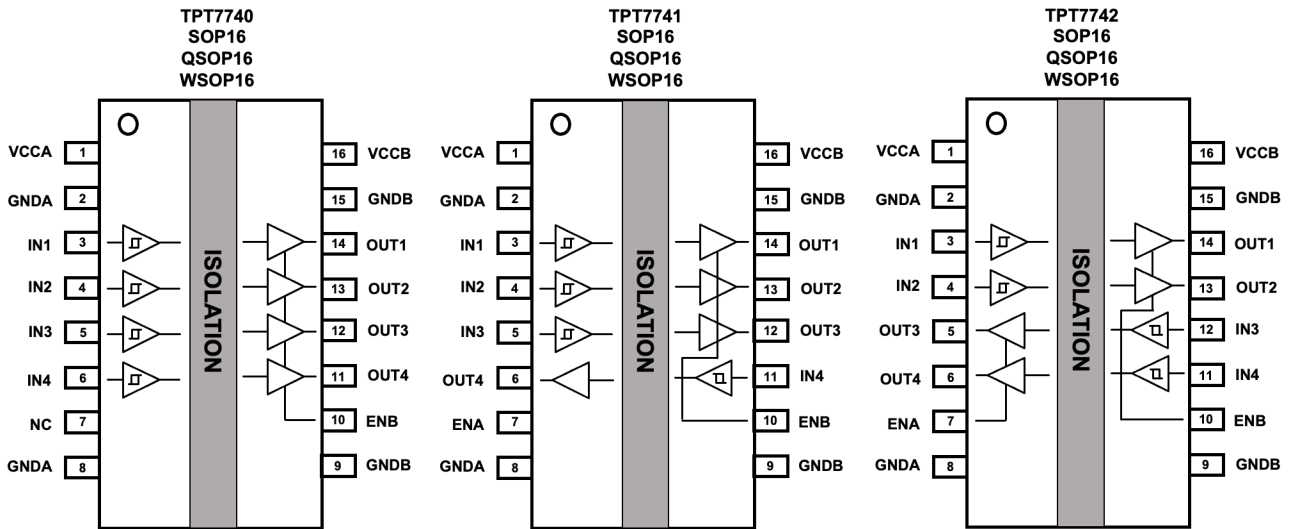 TPT7740
SOP16
QSOP16
WSOP16
VCCA 1
GNDA 2
IN1 3
IN2 4
IN3 5
IN4 6
NC 7
GNDA 8
ISOLATION
16 VCCB
15 GNDB
14 OUT1
13 OUT2
12 OUT3
11 OUT4
10 ENB
9 GNDB
TPT7741
SOP16
QSOP16
WSOP16
VCCA 1
GNDA 2
IN1 3
IN2 4
IN3 5
OUT4 6
ENA 7
GNDA 8
ISOLATION
16 VCCB
15 GNDB
14 OUT1
13 OUT2
12 OUT3
11 IN4
10 ENB
9 GNDB
TPT7742
SOP16
QSOP16
WSOP16
VCCA 1
GNDA 2
IN1 3
IN2 4
OUT3 5
OUT4 6
ENA 7
GNDA 8
ISOLATION
16 VCCB
15 GNDB
14 OUT1
13 OUT2
12 IN3
11 IN4
10 ENB
9 GNDB